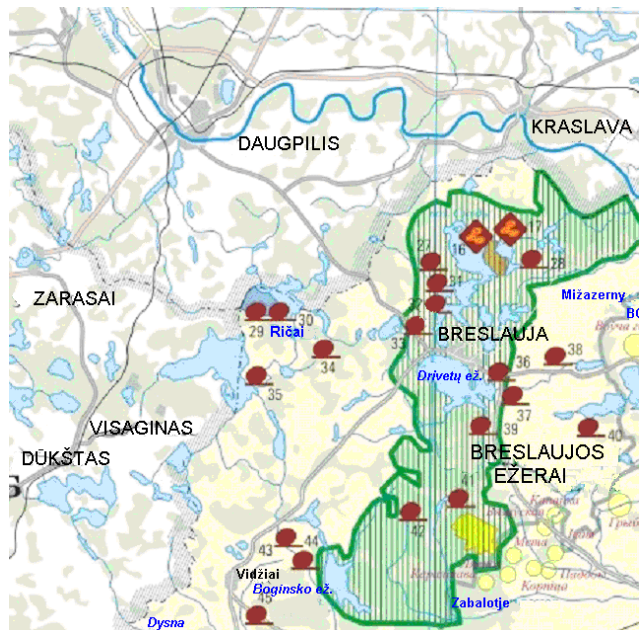 DAUGPILIS
KRASLAVA
17
16
27
28
31
Mižazerny
ZARASAI
32
29
30
Ričai
33
BRESLAUJA
34
38
36
Drivetų ež.
35
37
VISAGINAS
39
40
DŪKŠTAS
BRESLAUJOS
EŽERAI
41
42
43
44
Vidžiai
Boginsko ež.
45
Zabalotje
Dysna